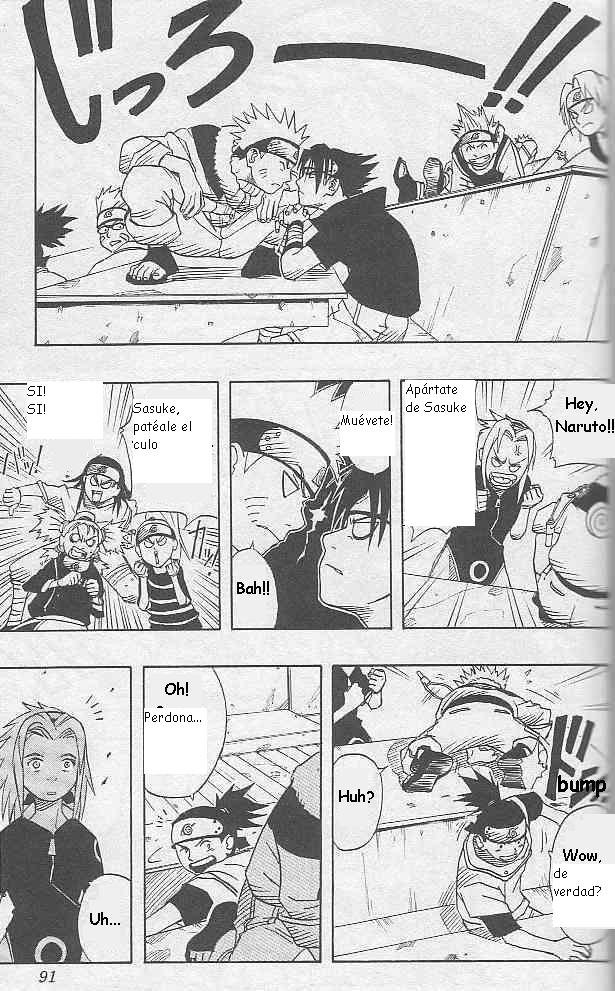 じっろー!!
Hey,
Naruto!!
Apártate
de Sasuke
Muévete!
Bah!!
Sasuke,
patéale el
culo
SI!
SI!
bump
Wow,
de
verdad?
Huh?
Oh!
Perdona...
Uh...
91